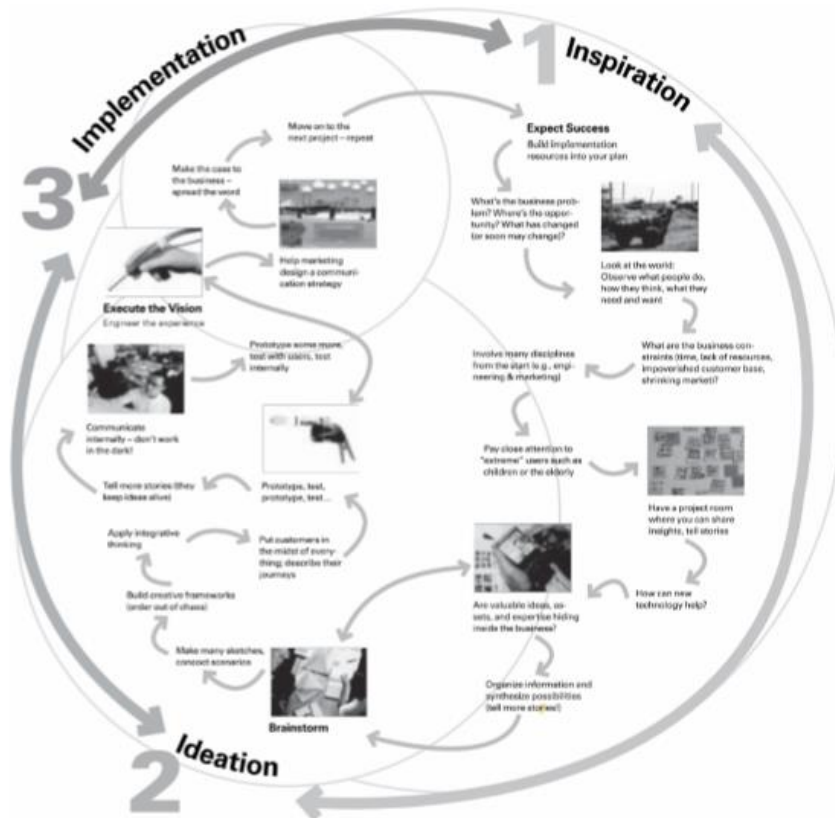 1
Inspiration
Expect Success
Build implementation
resources into your plan
What's the business prob-
lem? Where's the oppor-
tunity? What has changed
(or soon may change)?
Look at the world:
Observe what people do,
how they think, what they
need and want
What are the business con-
straints (time, lack of resources,
impoverished customer base,
shrinking market)?
Involve many disciplines
from the start (e.g., engi-
neering & marketing)
Pay close attention to
"extreme" users such as
children or the elderly
Have a project room
where you can share
insights, tell stories
How can new
technology help?
Are valuable ideas, as-
sets, and expertise hiding
inside the business?
Organize information and
synthesize possibilities
(tell more stories!)
2
Ideation
Brainstorm
Make many sketches,
concoct scenarios
Build creative frameworks
(order out of chaos)
Apply integrative
thinking
Put customers in
the midst of every-
thing; describe their
journeys
Prototype, test,
prototype, test...
Tell more stories (they
keep ideas alive)
Communicate
internally – don't work
in the dark!
Prototype some more,
test with users, test
internally
3
Implementation
Execute the Vision
Engineer the experience
Help marketing
design a communi-
cation strategy
Make the case to
the business –
spread the word
Move on to the
next project – repeat